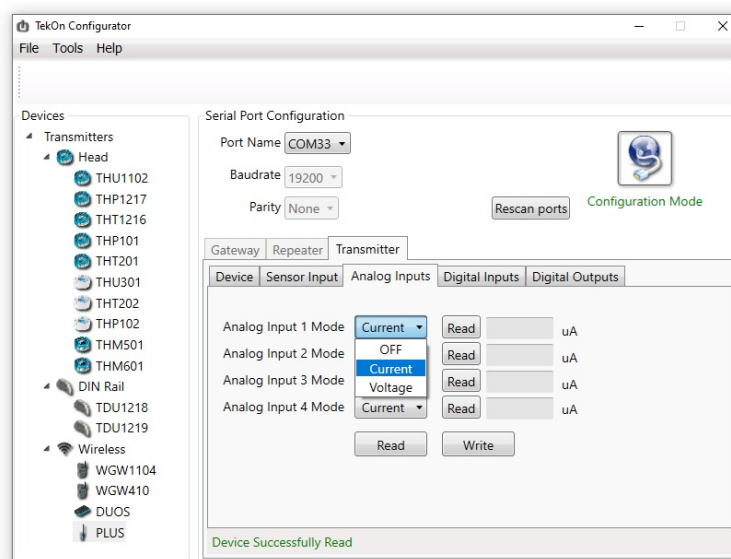 TekOn Configurator
File Tools Help
Devices
Transmitters
Head
THU1102
THP1217
THT1216
THP101
THT201
THU301
THT202
THP102
THM501
THM601
DIN Rail
TDU1218
TDU1219
Wireless
WGW1104
WGW410
DUOS
PLUS
Serial Port Configuration
Port Name COM33
Baudrate 19200
Parity None
Rescan ports
Configuration Mode
Gateway Repeater Transmitter
Device Sensor Input Analog Inputs Digital Inputs Digital Outputs
Analog Input 1 Mode Current Read uA
OFF
Current
Voltage
Analog Input 2 Mode Read uA
Analog Input 3 Mode Read uA
Analog Input 4 Mode Current Read uA
Read Write
Device Successfully Read